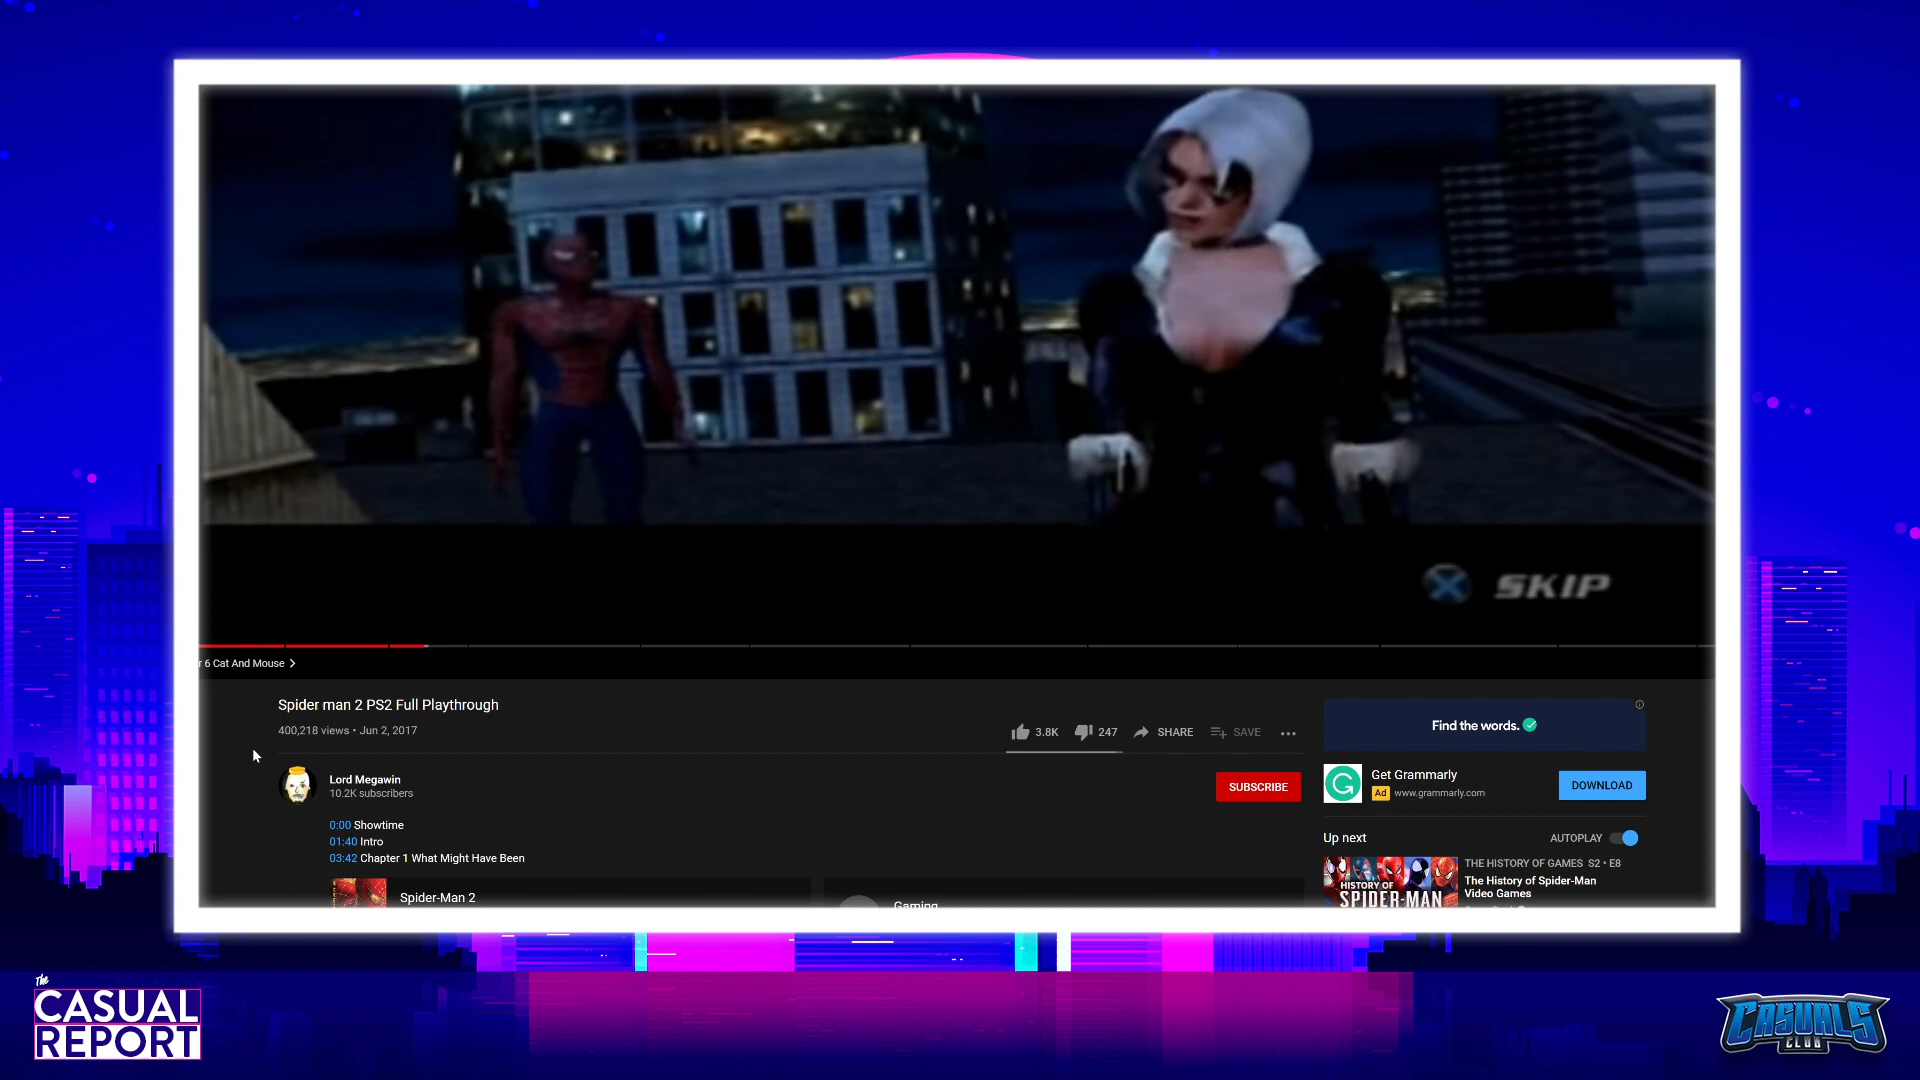 SKIP
r 6 Cat And Mouse
Spider man 2 PS2 Full Playthrough
400,218 views • Jun 2, 2017
3.8K
247
SHARE
SAVE
Lord Megawin
10.2K subscribers
SUBSCRIBE
0:00 Showtime
01:40 Intro
03:42 Chapter 1 What Might Have Been
Spider-Man 2
Gaming
Find the words.
Get Grammarly
Ad www.grammarly.com
DOWNLOAD
Up next
AUTOPLAY
HISTORY OF
SPIDER-MAN
THE HISTORY OF GAMES S2 • E8
The History of Spider-Man
Video Games
The
CASUAL
REPORT
CASUALS
CLUB